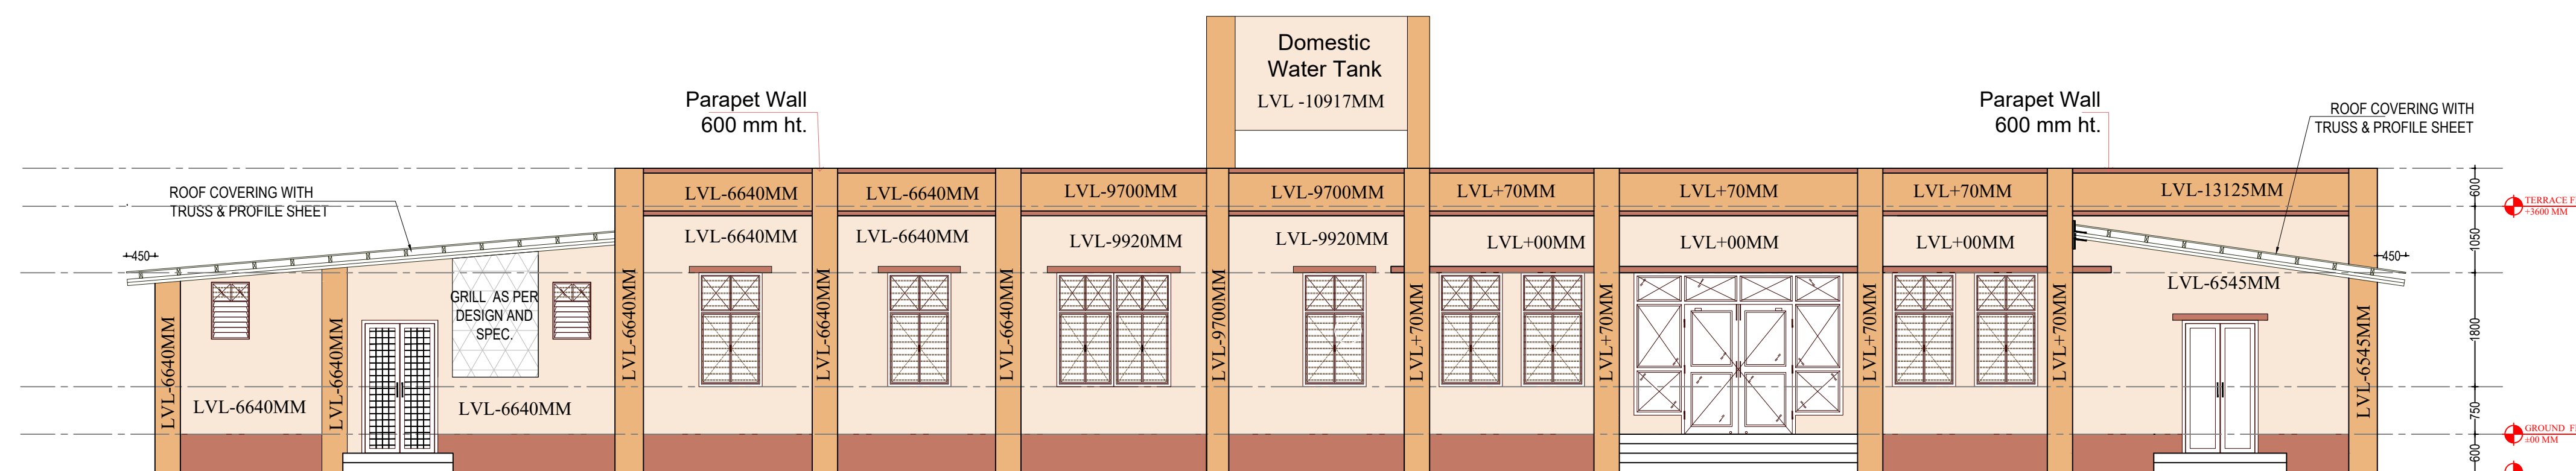 Domestic
Water Tank
LVL -10917MM
Parapet Wall
600 mm ht.
Parapet Wall
600 mm ht.
ROOF COVERING WITH
TRUSS & PROFILE SHEET
ROOF COVERING WITH
TRUSS & PROFILE SHEET
LVL-6640MM
LVL-6640MM
LVL-9700MM
LVL-9700MM
LVL+70MM
LVL+70MM
LVL+70MM
LVL-13125MM
600
TERRACE F
+3600 MM
LVL-6640MM
LVL-6640MM
LVL-9920MM
LVL-9920MM
LVL+00MM
LVL+00MM
LVL+00MM
1050
450
450
LVL-6545MM
GRILL AS PER
DESIGN AND
SPEC.
LVL-6640MM
LVL-6640MM
LVL-6640MM
LVL-6640MM
LVL-6640MM
LVL-9700MM
LVL+70MM
LVL+70MM
LVL+70MM
LVL+70MM
LVL-6545MM
1800
LVL-6640MM
LVL-6640MM
750
GROUND F
±00 MM
600